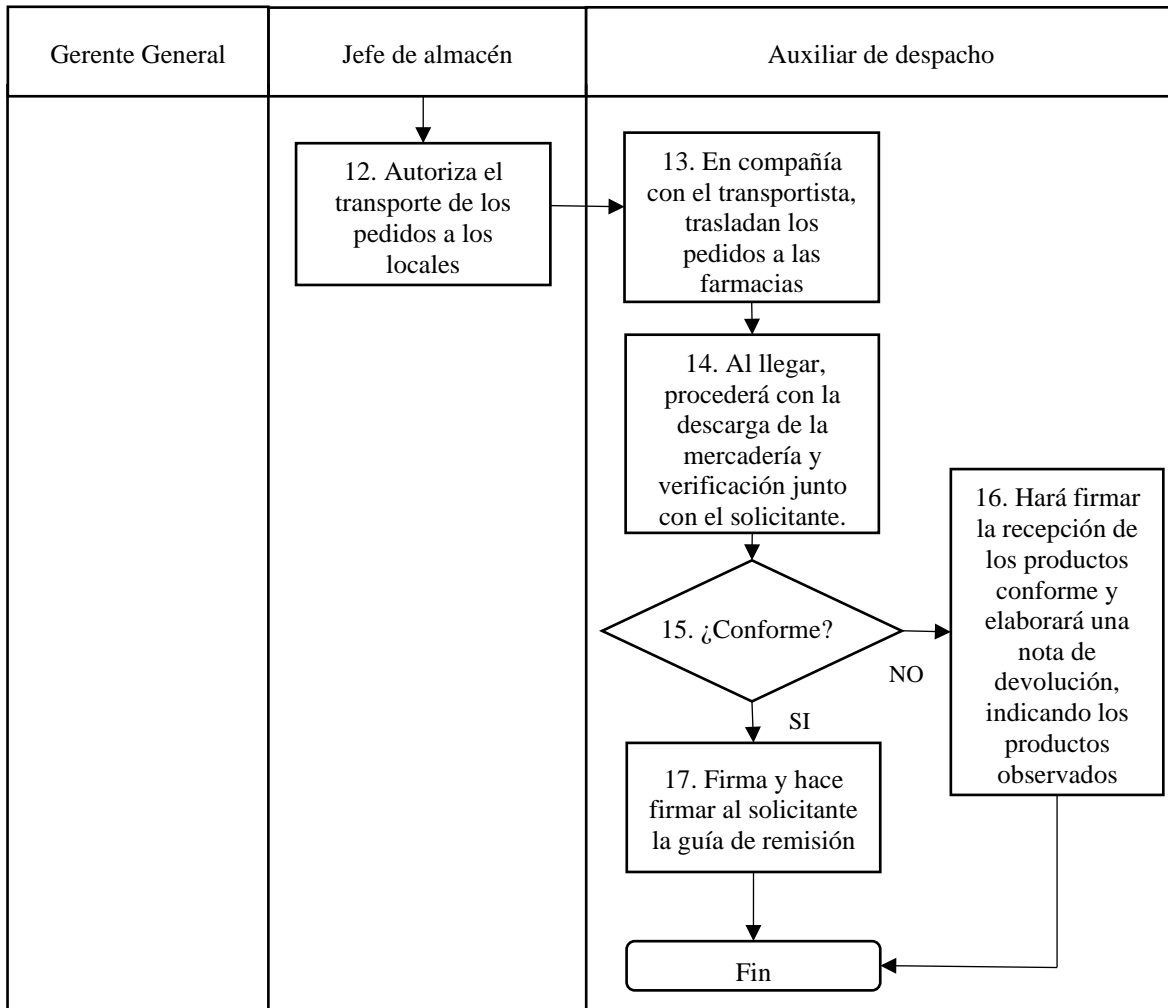 Gerente General
Jefe de almacén
Auxiliar de despacho
12. Autoriza el
transporte de los
pedidos a los
locales
13. En compañía
con el transportista,
trasladan los
pedidos a las
farmacias
14. Al llegar,
procederá con la
descarga de la
mercadería y
verificación junto
con el solicitante.
15. ¿Conforme?
NO
16. Hará firmar
la recepción de
los productos
conforme y
elaborará una
nota de
devolución,
indicando los
productos
observados
SI
17. Firma y hace
firmar al solicitante
la guía de remisión
Fin